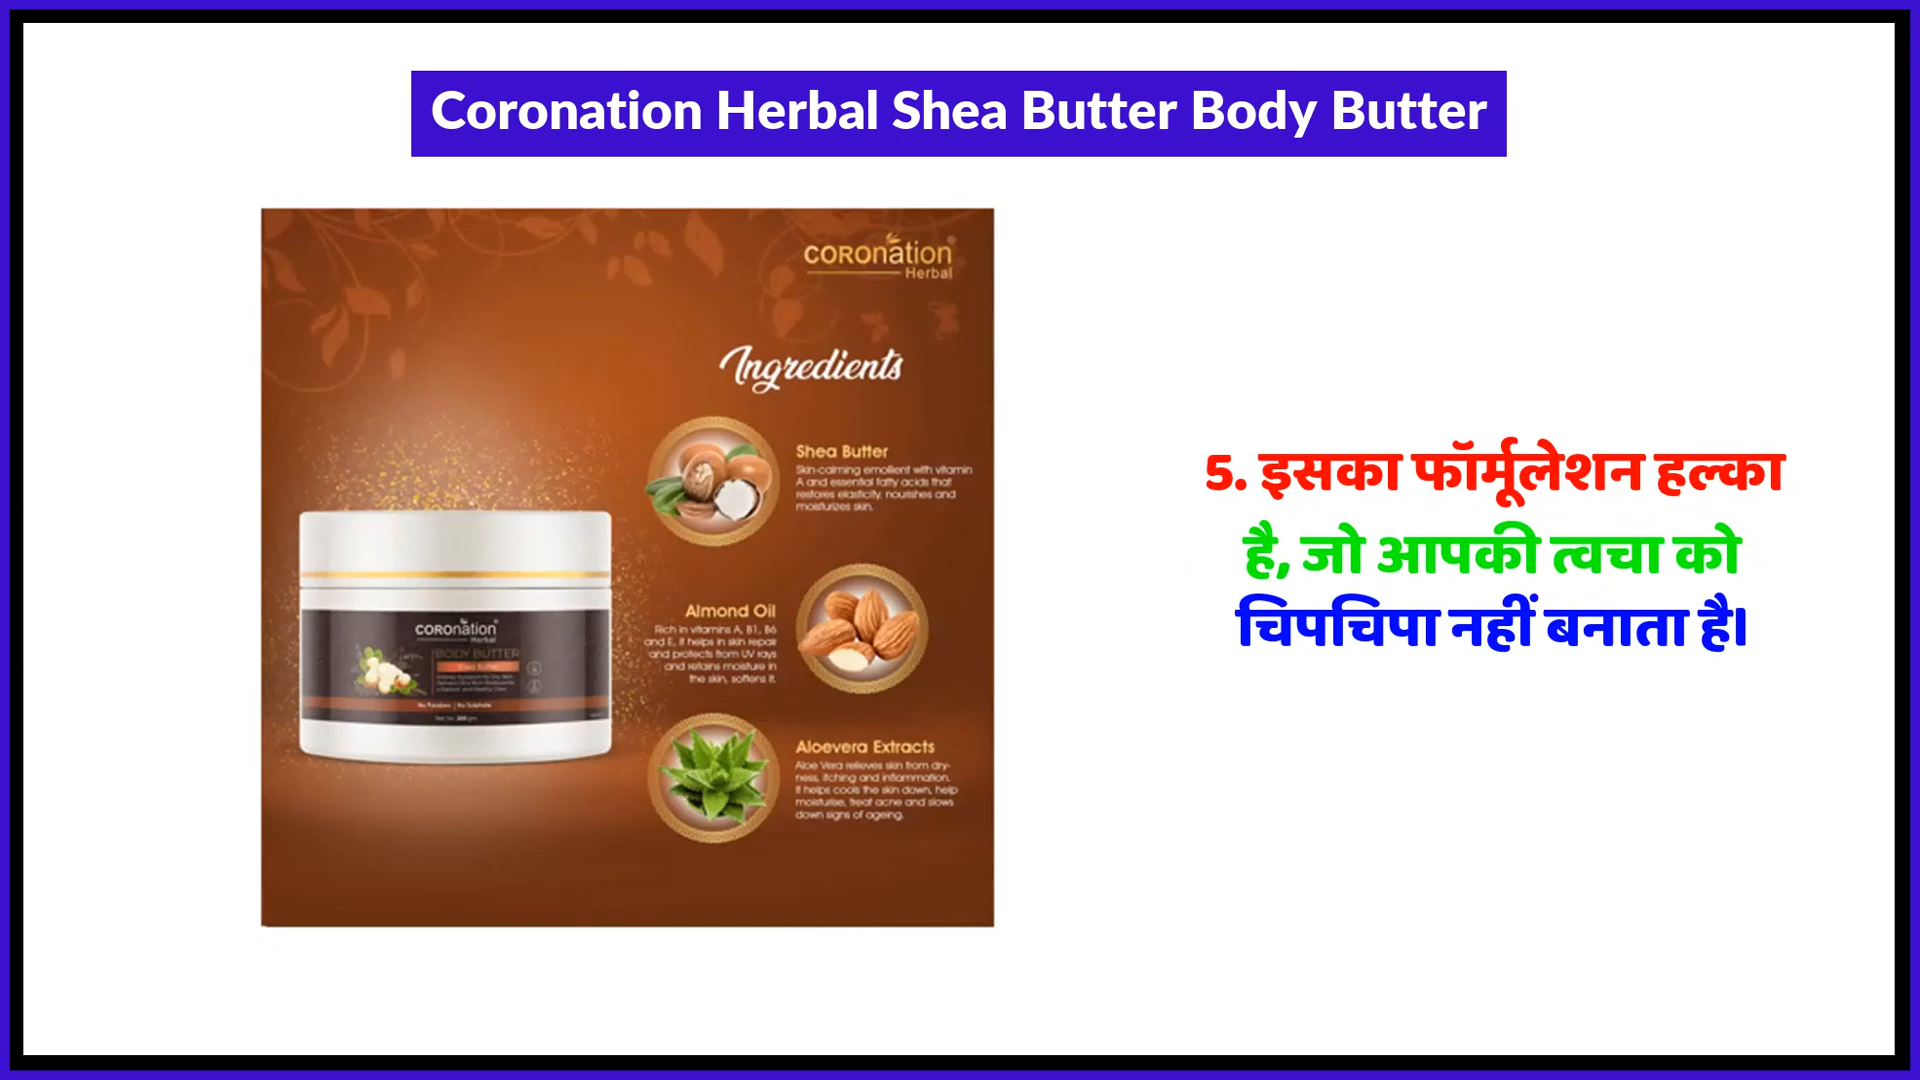 Coronation Herbal Shea Butter Body Butter
CORONATION®
Herbal
Ingredients
Shea Butter
Skin-calming emollient with vitamin
A and essential fatty acids that
restores elasticity, nourishes and
moisturizes skin.
Almond Oil
Rich in vitamins A, B1, B6
and E, it helps in skin repair
and protects from UV rays
and retains moisture in
the skin, softens it.
Aloevera Extracts
Aloe Vera relieves skin from dry-
ness, itching and inflammation.
It helps cools the skin down, help
moisturise, treat acne and slows
down signs of ageing.
CORONATION
Herbal
BODY BUTTER
Shea Butter
No Paraben | No Sulphate
5. इसका फॉर्मूलेशन हल्का
है, जो आपकी त्वचा को
चिपचिपा नहीं बनाता है।